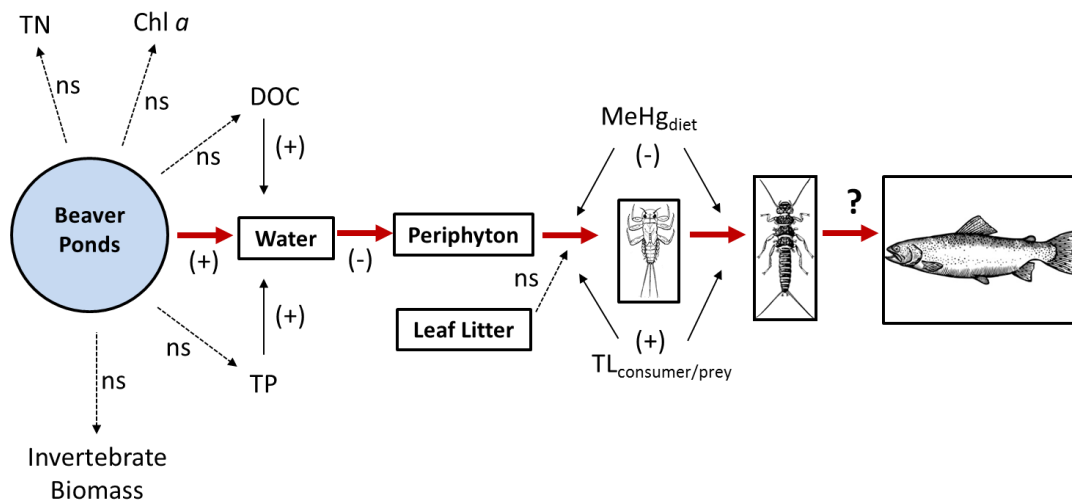 TN
Chl a
ns
ns
DOC
ns
(+)
Beaver
Ponds
(+)
Water
(-)
Periphyton
MeHgdiet
(-)
?
ns
Leaf Litter
(+)
TLconsumer/prey
(+)
ns
TP
ns
Invertebrate
Biomass